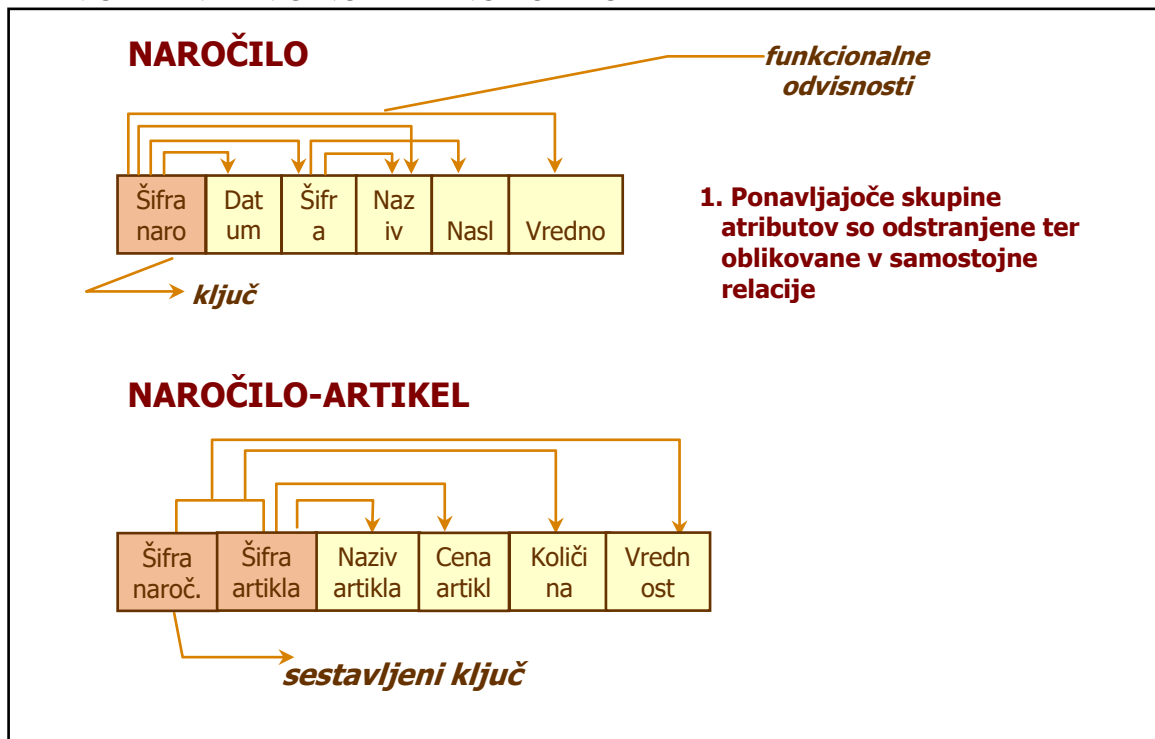 NAROČILO
funkcionalne
odvisnosti
Šifra
naro
Dat
um
Šifr
a
Naz
iv
Nasl
Vredno
1. Ponavljajoče skupine
atributov so odstranjene ter
oblikovane v samostojne
relacije
ključ
NAROČILO-ARTIKEL
Šifra
naroč.
Šifra
artikla
Naziv
artikla
Cena
artikl
Količi
na
Vredn
ost
sestavljeni ključ